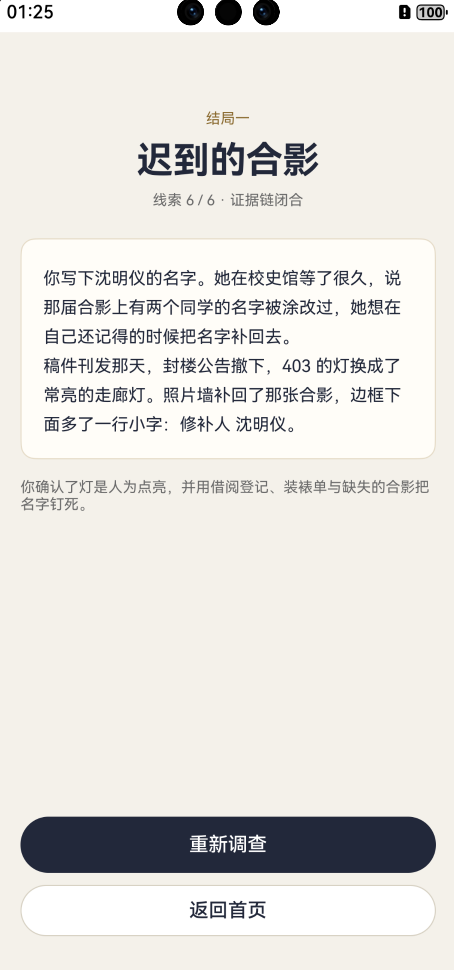 01:25
100
结局一
迟到的合影
线索 6 / 6 · 证据链闭合
你写下沈明仪的名字。她在校史馆等了很久，说
那届合影上有两个同学的名字被涂改过，她想在
自己还记得的时候把名字补回去。
稿件刊发那天，封楼公告撤下，403 的灯换成了
常亮的走廊灯。照片墙补回了那张合影，边框下
面多了一行小字：修补人 沈明仪。
你确认了灯是人为点亮，并用借阅登记、装裱单与缺失的合影把
名字钉死。
重新调查
返回首页